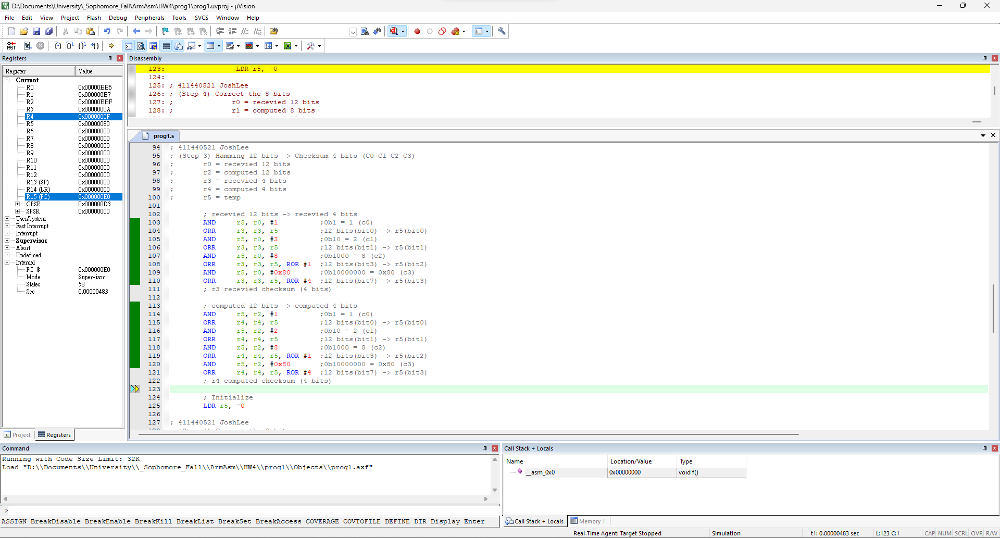 D:\Documents\University\_Sophomore_Fall\ArmAsm\HW4\prog1\prog1.uvproj - µVision
File Edit View Project Flash Debug Peripherals Tools SVCS Window Help
Registers
Register Value
Current
R0 0x00000BB6
R1 0x000000B7
R2 0x00000BBF
R3 0x0000000A
R4 0x0000000F
R5 0x00000080
R6 0x00000000
R7 0x00000000
R8 0x00000000
R9 0x00000000
R10 0x00000000
R11 0x00000000
R12 0x00000000
R13 (SP) 0x00000000
R14 (LR) 0x00000000
R15 (PC) 0x000000E0
CPSR 0x000000D3
SPSR 0x00000000
User/System
Fast Interrupt
Interrupt
Supervisor
Abort
Undefined
Internal
PC $ 0x000000E0
Mode Supervisor
States 58
Sec 0.00000483
Project Registers
Disassembly
123: LDR r5, =0
124:
125: ; 411440521 JoshLee
126: ; (Step 4) Correct the 8 bits
127: ; r0 = recevied 12 bits
128: ; r1 = computed 8 bits
prog1.s
94 ; 411440521 JoshLee
95 ; (Step 3) Hamming 12 bits -> Checksum 4 bits (C0 C1 C2 C3)
96 ; r0 = recevied 12 bits
97 ; r2 = computed 12 bits
98 ; r3 = recevied 4 bits
99 ; r4 = computed 4 bits
100 ; r5 = temp
101
102 ; recevied 12 bits -> recevied 4 bits
103 AND r5, r0, #1 ;0b1 = 1 (c0)
104 ORR r3, r3, r5 ;12 bits(bit0) -> r5(bit0)
105 AND r5, r0, #2 ;0b10 = 2 (c1)
106 ORR r3, r3, r5 ;12 bits(bit1) -> r5(bit1)
107 AND r5, r0, #8 ;0b1000 = 8 (c2)
108 ORR r3, r3, r5, ROR #1 ;12 bits(bit3) -> r5(bit2)
109 AND r5, r0, #0x80 ;0b10000000 = 0x80 (c3)
110 ORR r3, r3, r5, ROR #4 ;12 bits(bit7) -> r5(bit3)
111 ; r3 recevied checksum (4 bits)
112
113 ; computed 12 bits -> computed 4 bits
114 AND r5, r2, #1 ;0b1 = 1 (c0)
115 ORR r4, r4, r5 ;12 bits(bit0) -> r5(bit0)
116 AND r5, r2, #2 ;0b10 = 2 (c1)
117 ORR r4, r4, r5 ;12 bits(bit1) -> r5(bit1)
118 AND r5, r2, #8 ;0b1000 = 8 (c2)
119 ORR r4, r4, r5, ROR #1 ;12 bits(bit3) -> r5(bit2)
120 AND r5, r2, #0x80 ;0b10000000 = 0x80 (c3)
121 ORR r4, r4, r5, ROR #4 ;12 bits(bit7) -> r5(bit3)
122 ; r4 computed checksum (4 bits)
123
124 ; Initialize
125 LDR r5, =0
126
127 ; 411440521 JoshLee
Command
Running with Code Size Limit: 32K
Load "D:\\Documents\\University\\_Sophomore_Fall\\ArmAsm\\HW4\\prog1\\Objects\\prog1.axf"
>
ASSIGN BreakDisable BreakEnable BreakKill BreakList BreakSet BreakAccess COVERAGE COVTOFILE DEFINE DIR Display Enter
Call Stack + Locals
Name Location/Value Type
__asm_0x0 0x00000000 void f()
Call Stack + Locals Memory 1
Real-Time Agent: Target Stopped Simulation t1: 0.00000483 sec L:123 C:1 CAP NUM SCRL OVR R/W